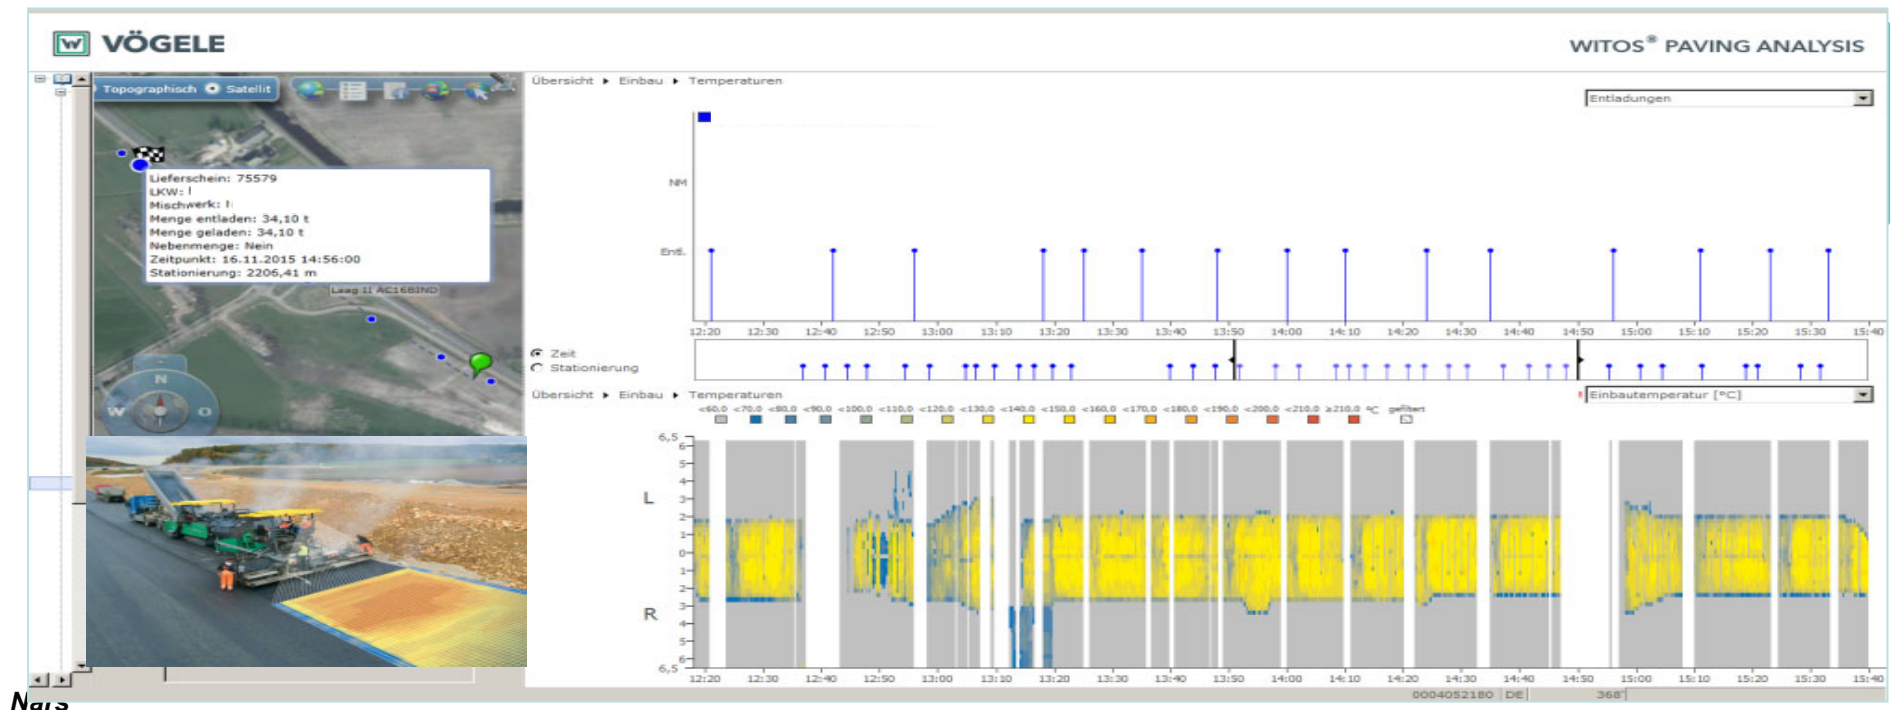 W VÖGELE
WITOS® PAVING ANALYSIS
Topographisch Satellit
Übersicht ▸ Einbau ▸ Temperaturen
Entladungen
Lieferschein: 75579
LKW:
Mischwerk:
Menge entladen: 34,10 t
Menge geladen: 34,10 t
Nebenmenge: Nein
Zeitpunkt: 16.11.2015 14:56:00
Stationierung: 2206,41 m
Laag II AC16BIND
N
W O
NM
Entl.
12:20 12:30 12:40 12:50 13:00 13:10 13:20 13:30 13:40 13:50 14:00 14:10 14:20 14:30 14:40 14:50 15:00 15:10 15:20 15:30 15:40
Zeit
Stationierung
Übersicht ▸ Einbau ▸ Temperaturen
! Einbautemperatur [°C]
<60,0 <70,0 <80,0 <90,0 <100,0 <110,0 <120,0 <130,0 <140,0 <150,0 <160,0 <170,0 <180,0 <190,0 <200,0 <210,0 ≥210,0 °C gefiltert
6,5
6
5
4
L 3
2
1
0
1
2
R 3
4
5
6
6,5
12:20 12:30 12:40 12:50 13:00 13:10 13:20 13:30 13:40 13:50 14:00 14:10 14:20 14:30 14:40 14:50 15:00 15:10 15:20 15:30 15:40
0004052180 DE 368'